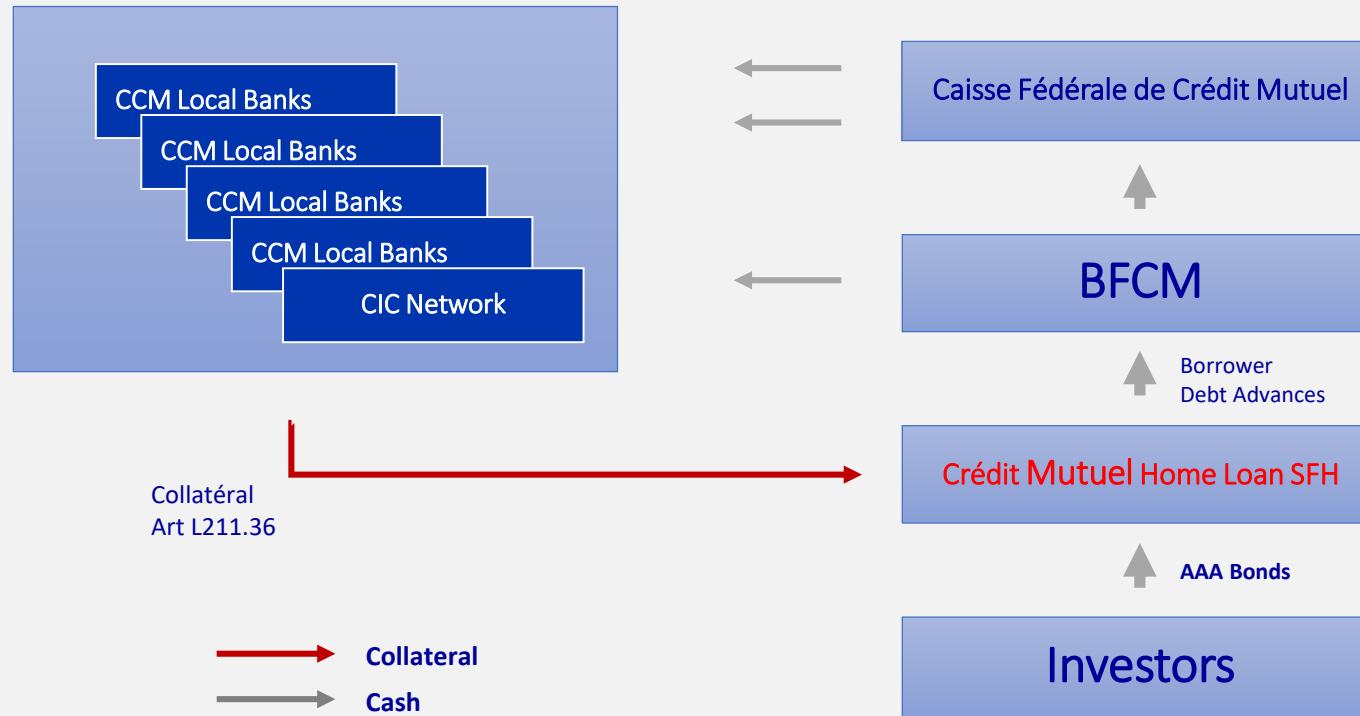 CCM Local Banks
CCM Local Banks
CCM Local Banks
CCM Local Banks
CIC Network
Caisse Fédérale de Crédit Mutuel
BFCM
Borrower
Debt Advances
Crédit Mutuel Home Loan SFH
Collatéral
Art L211.36
AAA Bonds
Investors
Collateral
Cash